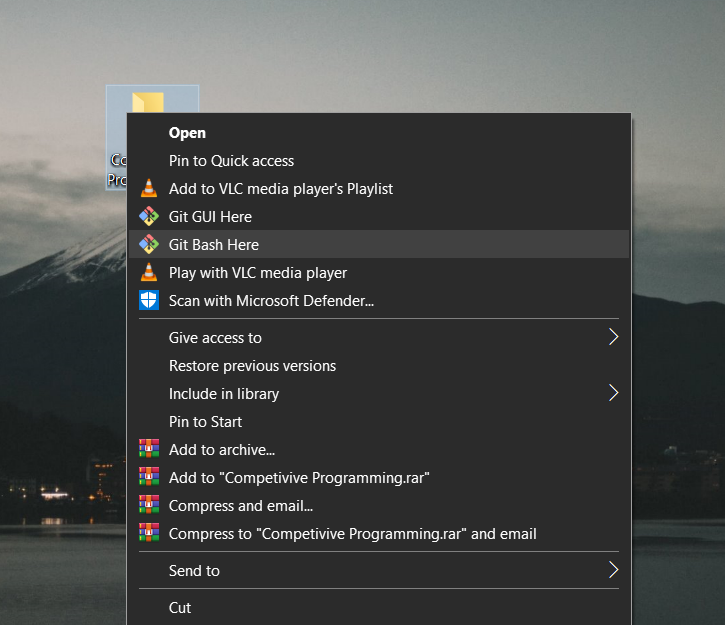 Co
Pro
Open
Pin to Quick access
Add to VLC media player's Playlist
Git GUI Here
Git Bash Here
Play with VLC media player
Scan with Microsoft Defender...
Give access to
Restore previous versions
Include in library
Pin to Start
Add to archive...
Add to "Competivive Programming.rar"
Compress and email...
Compress to "Competivive Programming.rar" and email
Send to
Cut